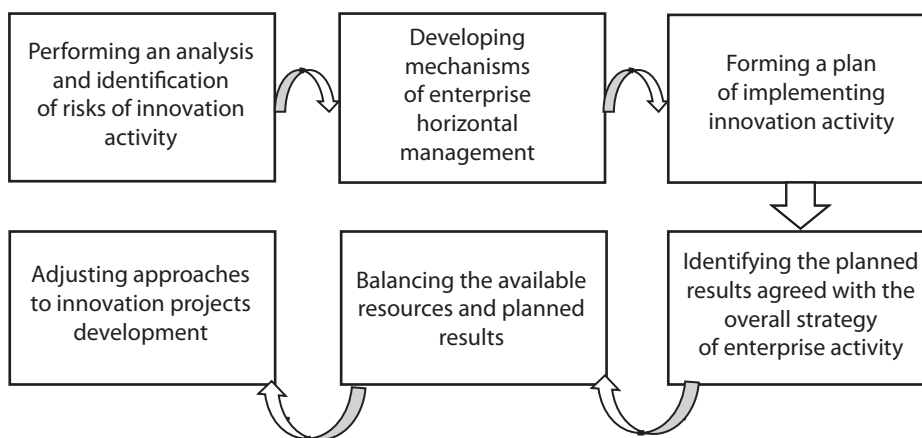 Performing an analysis
and identification
of risks of innovation
activity
Developing
mechanisms
of enterprise
horizontal
management
Forming a plan
of implementing
innovation activity
Identifying the planned
results agreed with the
overall strategy
of enterprise activity
Balancing the available
resources and planned
results
Adjusting approaches
to innovation projects
development